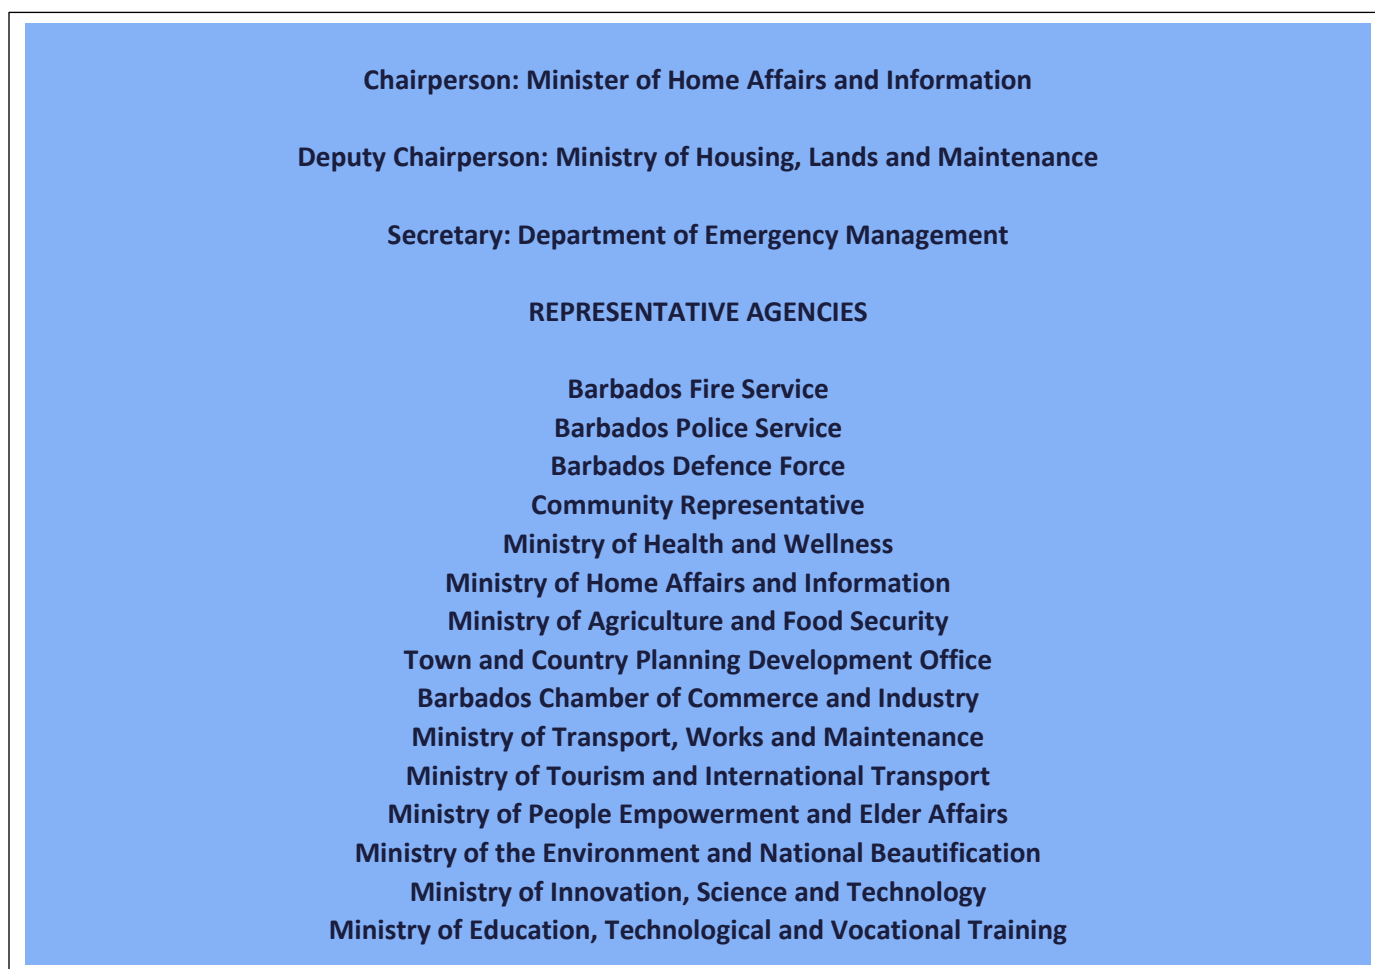 Chairperson: Minister of Home Affairs and Information
Deputy Chairperson: Ministry of Housing, Lands and Maintenance
Secretary: Department of Emergency Management
REPRESENTATIVE AGENCIES
Barbados Fire Service
Barbados Police Service
Barbados Defence Force
Community Representative
Ministry of Health and Wellness
Ministry of Home Affairs and Information
Ministry of Agriculture and Food Security
Town and Country Planning Development Office
Barbados Chamber of Commerce and Industry
Ministry of Transport, Works and Maintenance
Ministry of Tourism and International Transport
Ministry of People Empowerment and Elder Affairs
Ministry of the Environment and National Beautification
Ministry of Innovation, Science and Technology
Ministry of Education, Technological and Vocational Training